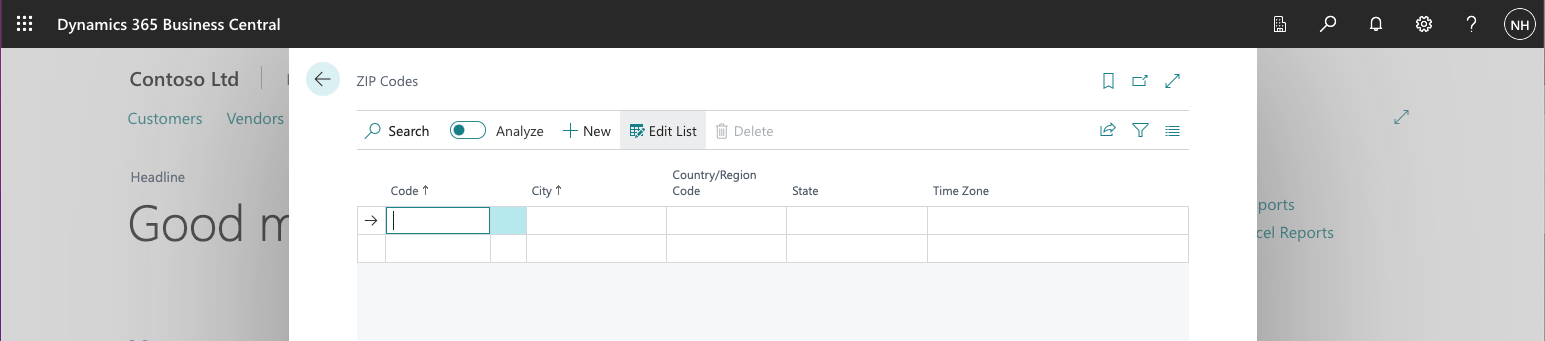 Dynamics 365 Business Central
NH
Contoso Ltd
ZIP Codes
Customers Vendors
Search Analyze New Edit List Delete
Headline
Good m
Code ↑ City ↑ Country/Region Code State Time Zone
ports
cel Reports